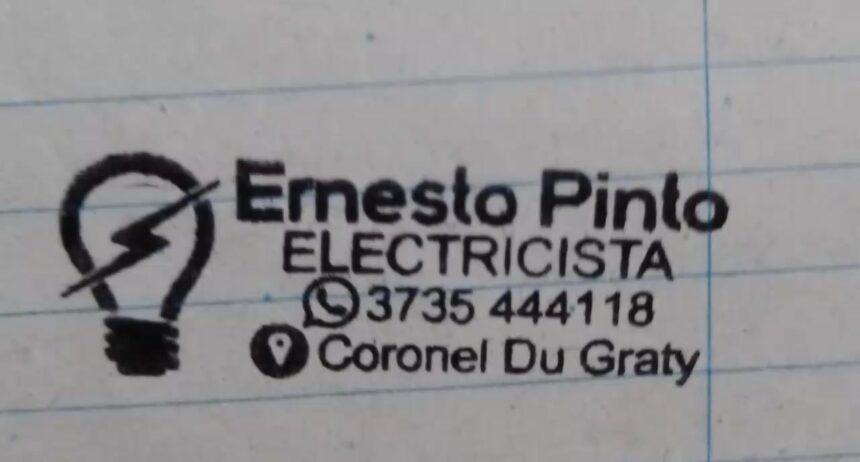 Ernesto Pinto
ELECTRICISTA
3735 444118
Coronel Du Graty